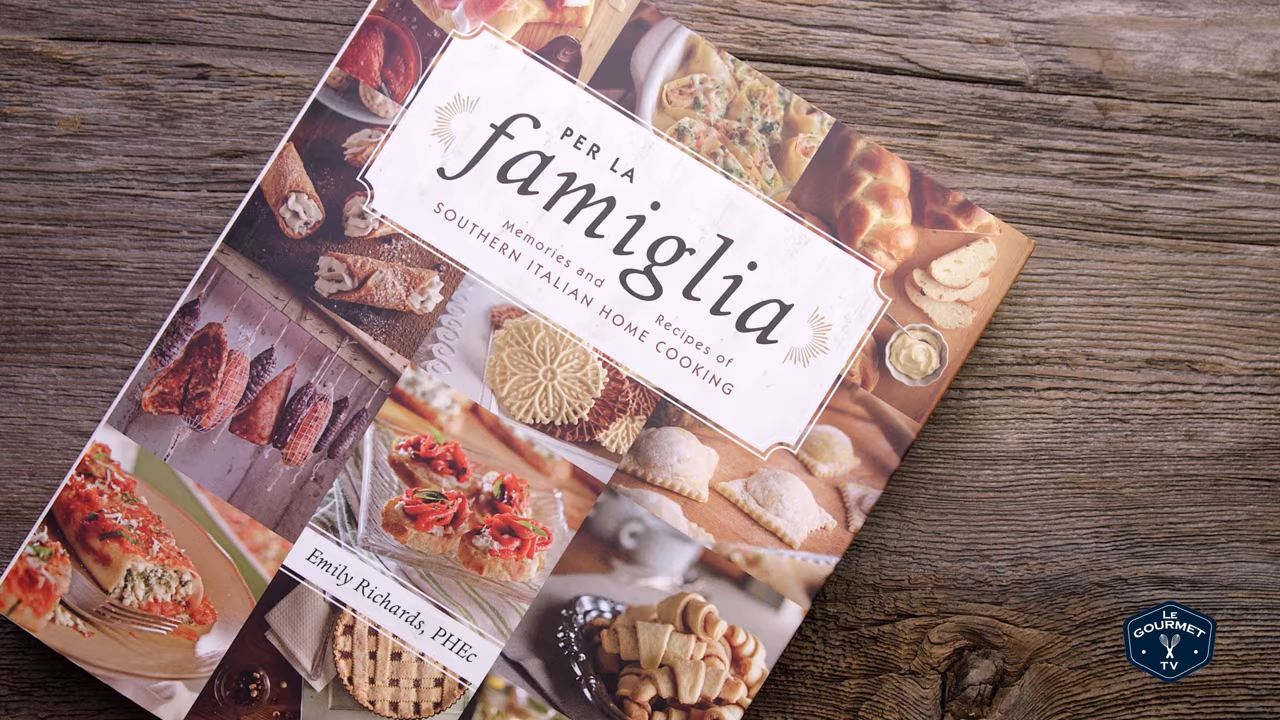 PER LA
famiglia
Memories and
Recipes of
SOUTHERN ITALIAN HOME COOKING
Emily Richards, PHEc
LE
GOURMET
TV